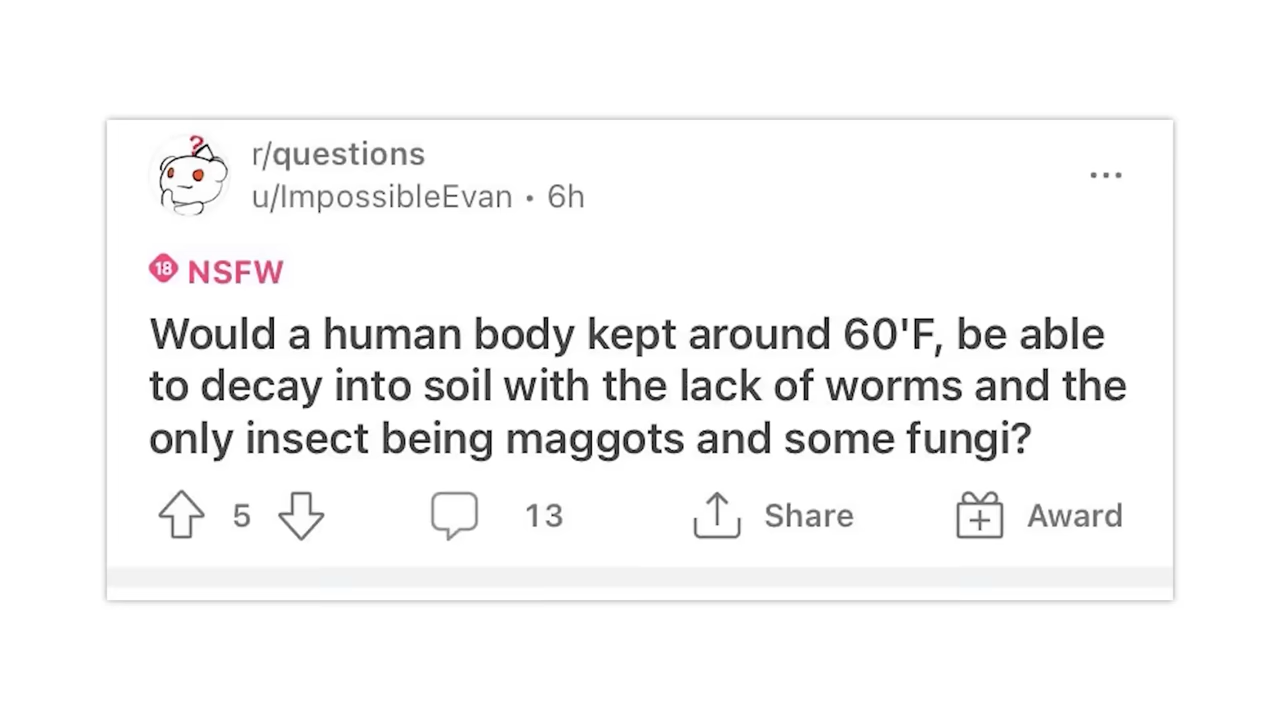 r/questions
u/ImpossibleEvan • 6h
18 NSFW
Would a human body kept around 60'F, be able
to decay into soil with the lack of worms and the
only insect being maggots and some fungi?
5 13 Share Award